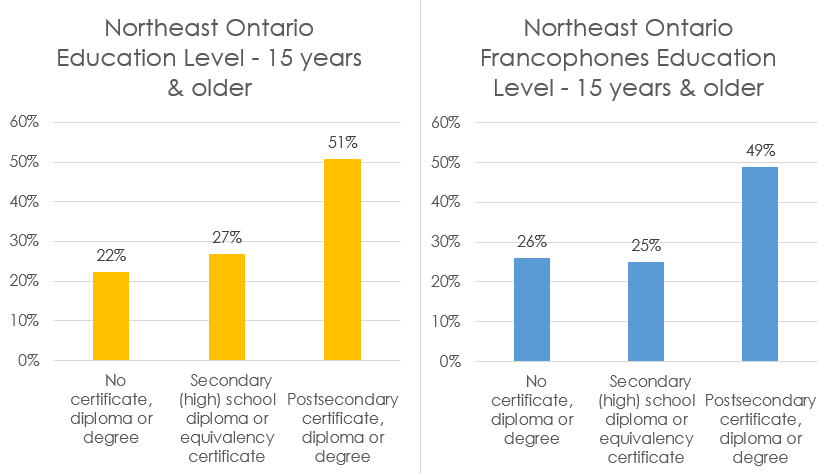 Northeast Ontario
Education Level - 15 years
& older
60%
50%
40%
30%
20%
10%
0%
22%
27%
51%
No
certificate,
diploma or
degree
Secondary
(high) school
diploma or
equivalency
certificate
Postsecondary
certificate,
diploma or
degree
Northeast Ontario
Francophones Education
Level - 15 years & older
60%
50%
40%
30%
20%
10%
0%
26%
25%
49%
No
certificate,
diploma or
degree
Secondary
(high) school
diploma or
equivalency
certificate
Postsecondary
certificate,
diploma or
degree